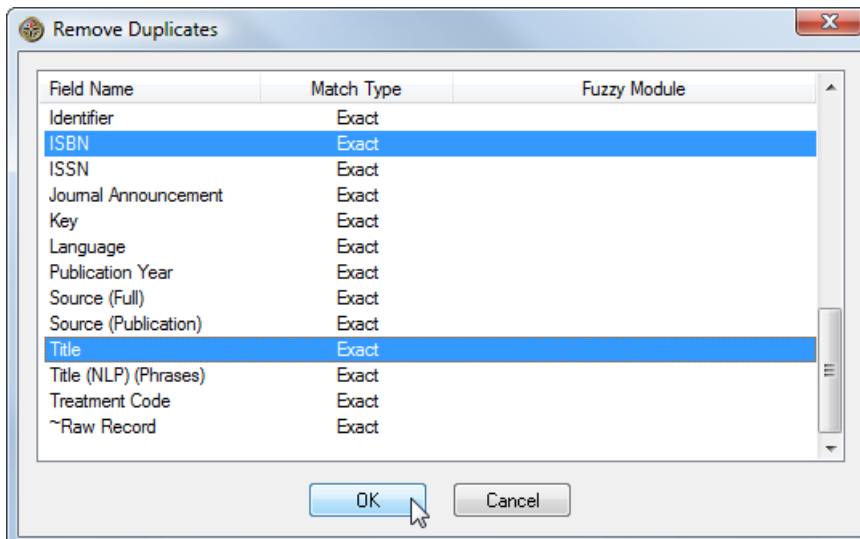 Remove Duplicates
Field Name Match Type Fuzzy Module
Identifier Exact
ISBN Exact
ISSN Exact
Journal Announcement Exact
Key Exact
Language Exact
Publication Year Exact
Source (Full) Exact
Source (Publication) Exact
Title Exact
Title (NLP) (Phrases) Exact
Treatment Code Exact
~Raw Record Exact
OK Cancel